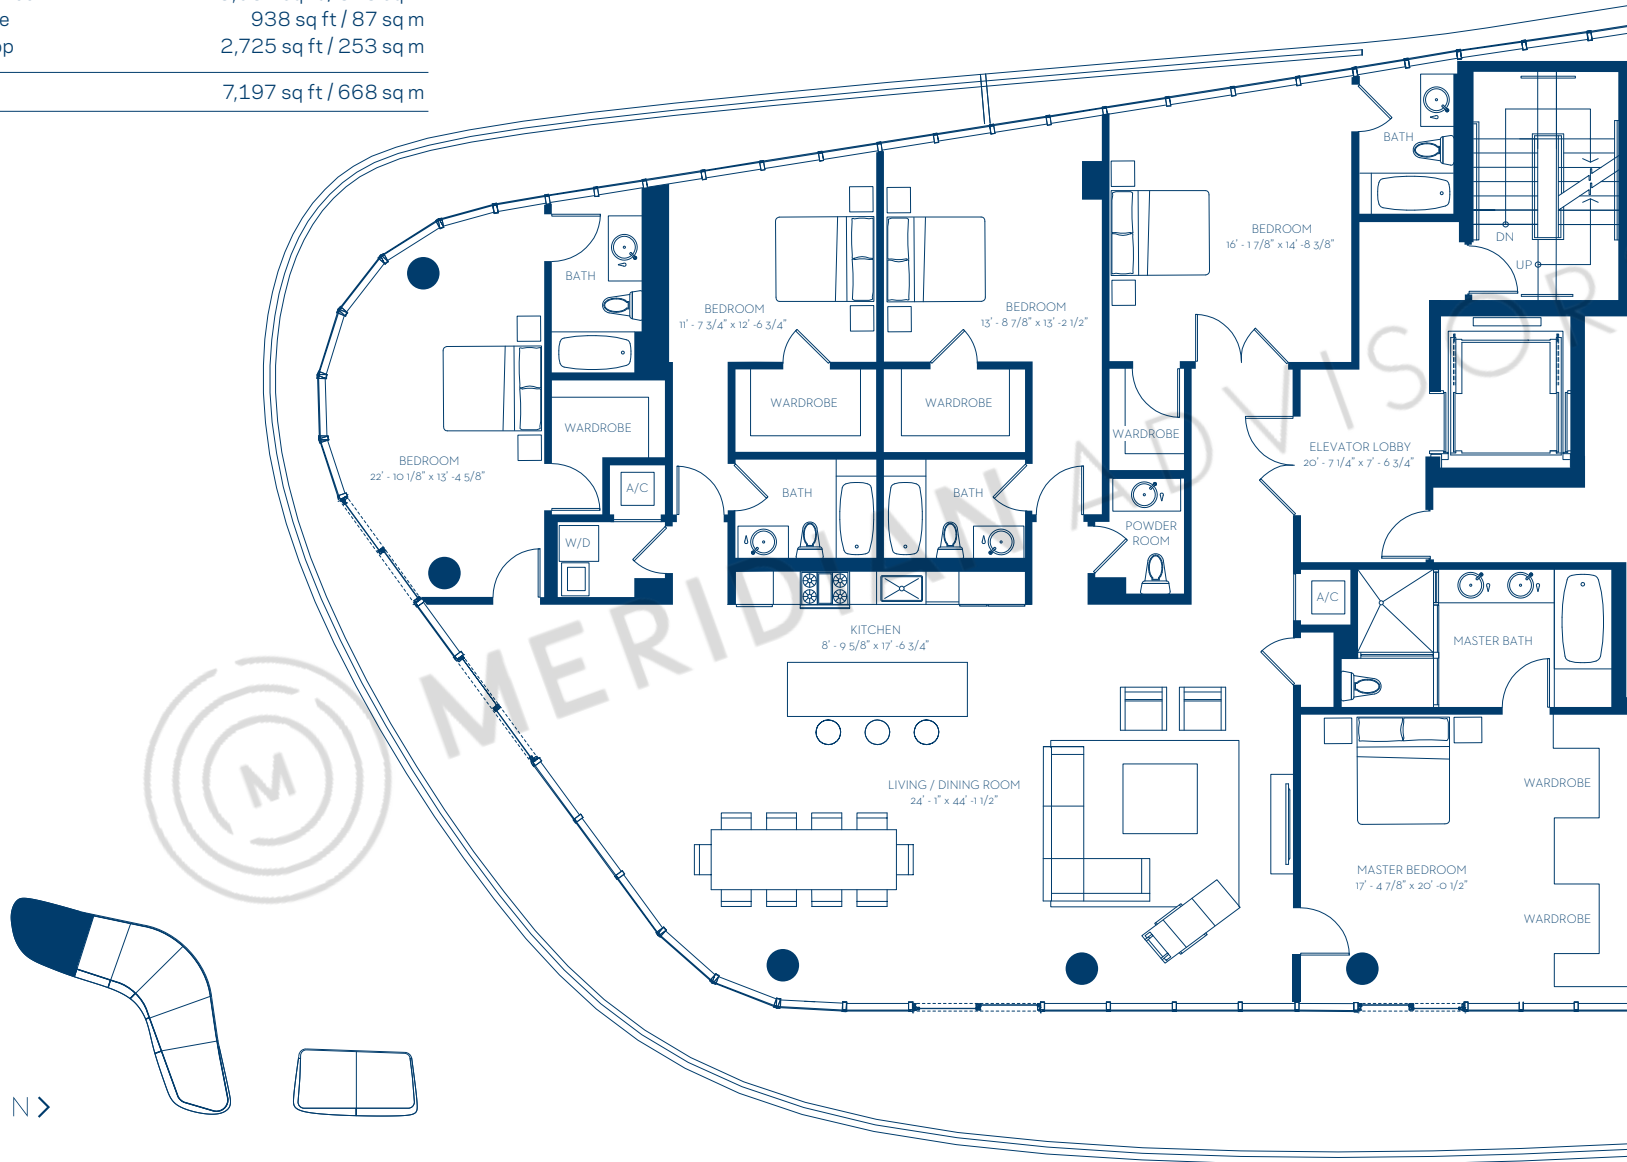 938 sq ft / 87 sq m
2,725 sq ft / 253 sq m
7,197 sq ft / 668 sq m
BATH
BEDROOM
16' - 1 7/8" x 14' -8 3/8"
DN
UP
BATH
BEDROOM
11' - 7 3/4" x 12' -6 3/4"
BEDROOM
13' - 8 7/8" x 13' -2 1/2"
WARDROBE
WARDROBE
WARDROBE
WARDROBE
ELEVATOR LOBBY
20' - 7 1/4" x 7' - 6 3/4"
BEDROOM
22' - 10 1/8" x 13' -4 5/8"
A/C
BATH
BATH
POWDER
ROOM
W/D
A/C
KITCHEN
8' - 9 5/8" x 17' -6 3/4"
MASTER BATH
LIVING / DINING ROOM
24' - 1" x 44' -1 1/2"
WARDROBE
MASTER BEDROOM
17' - 4 7/8" x 20' -0 1/2"
WARDROBE
M MERIDIAN ADVISOR
N